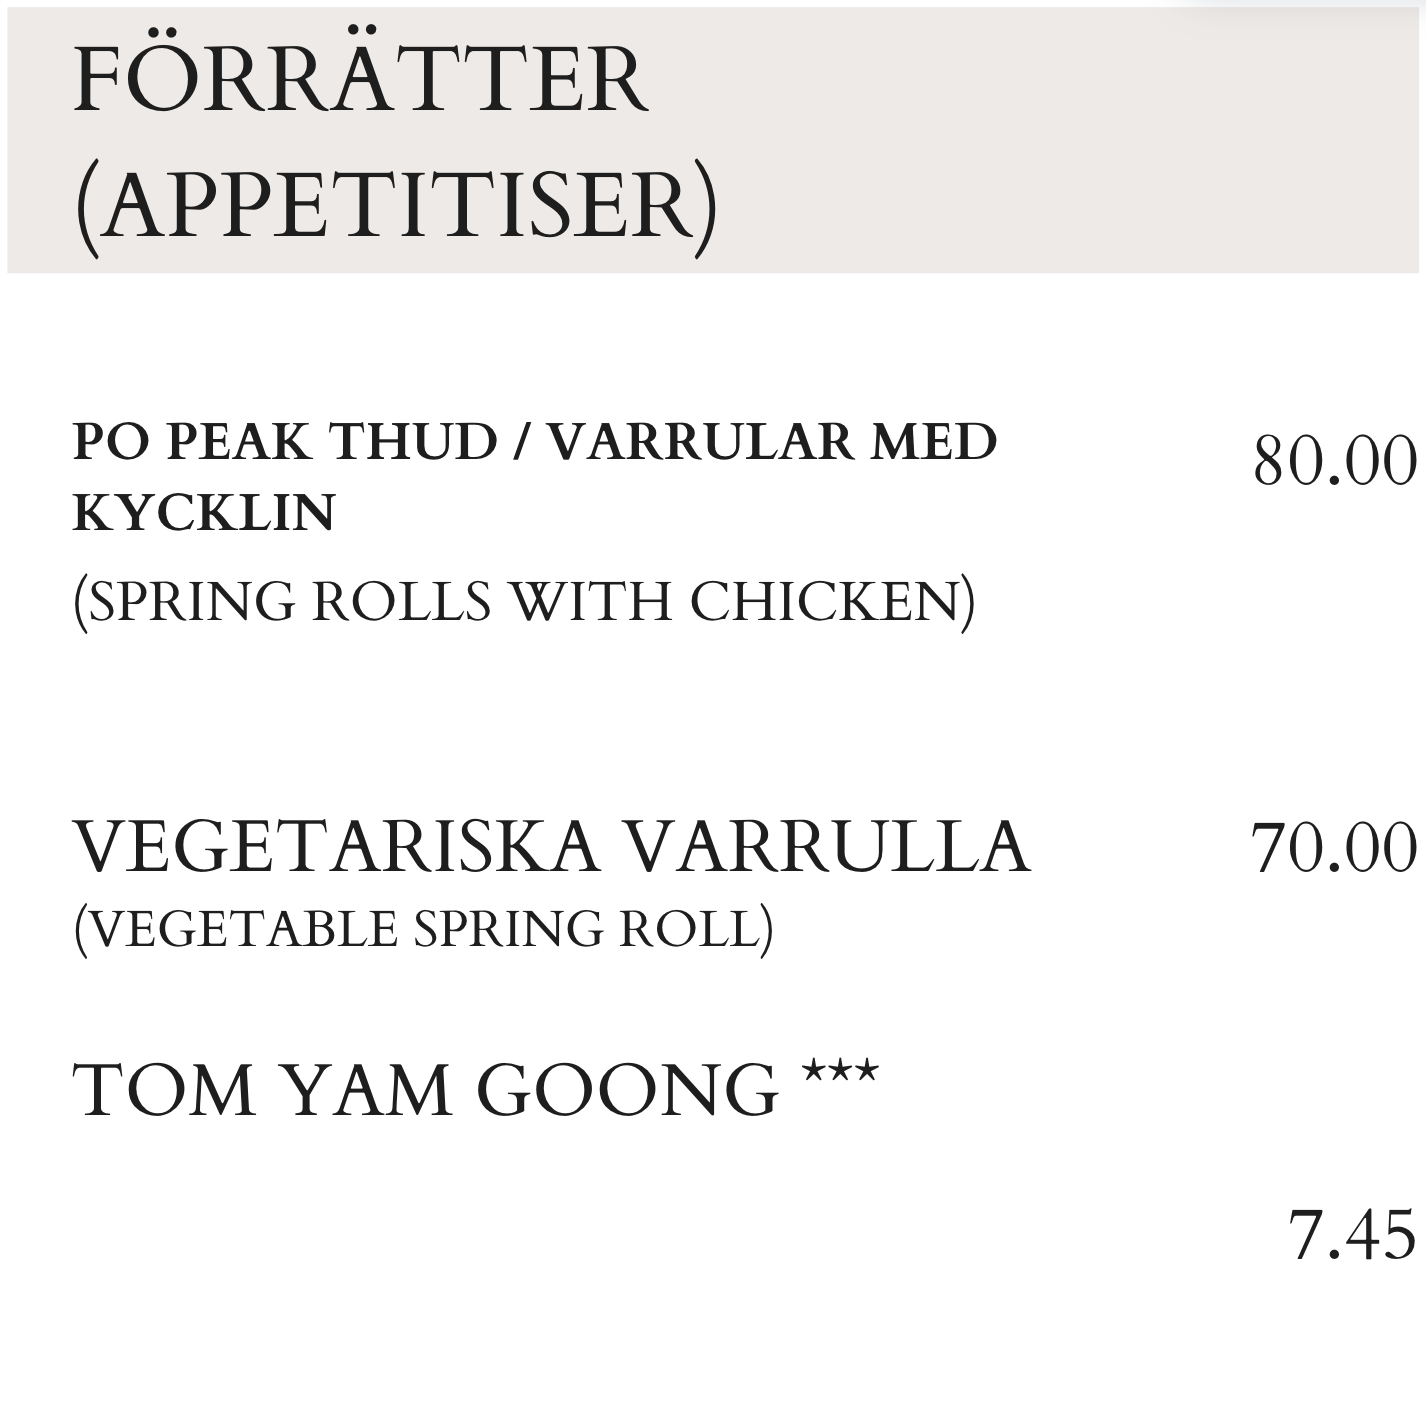 FÖRRÄTTER
(APPETITISER)
PO PEAK THUD / VARRULAR MED
KYCKLIN
80.00
(SPRING ROLLS WITH CHICKEN)
VEGETARISKA VARRULLA
70.00
(VEGETABLE SPRING ROLL)
TOM YAM GOONG ***
7.45